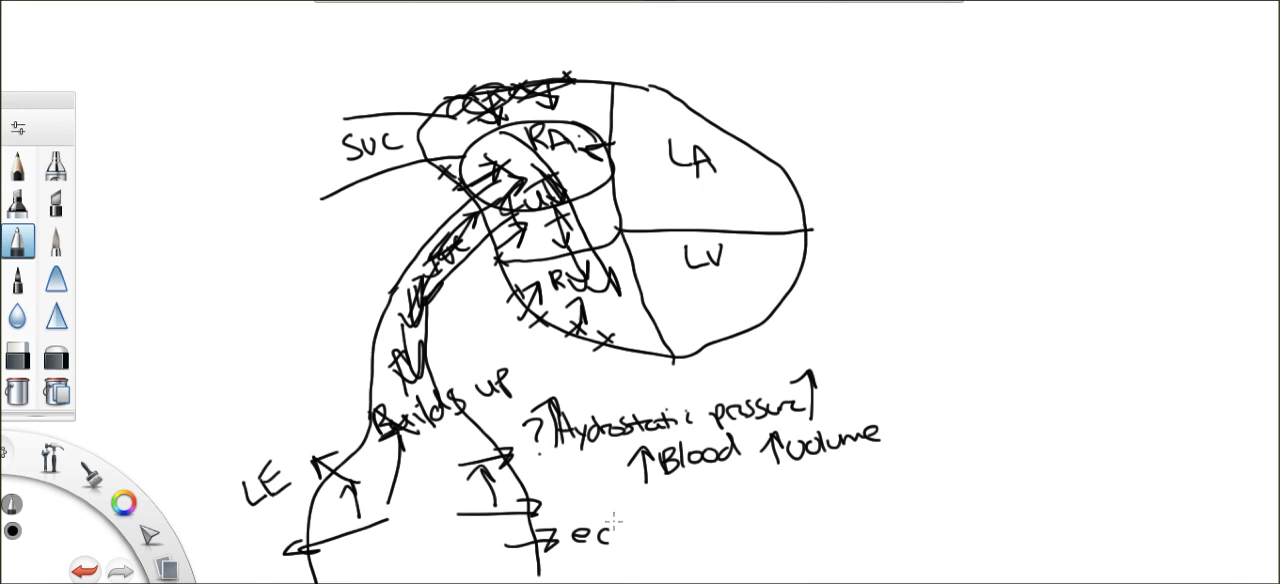 SVC
RA
LA
IVC
RV
LV
Builds up
? ↑Hydrostatic pressure↑
↑Blood ↑volume
LE
ec